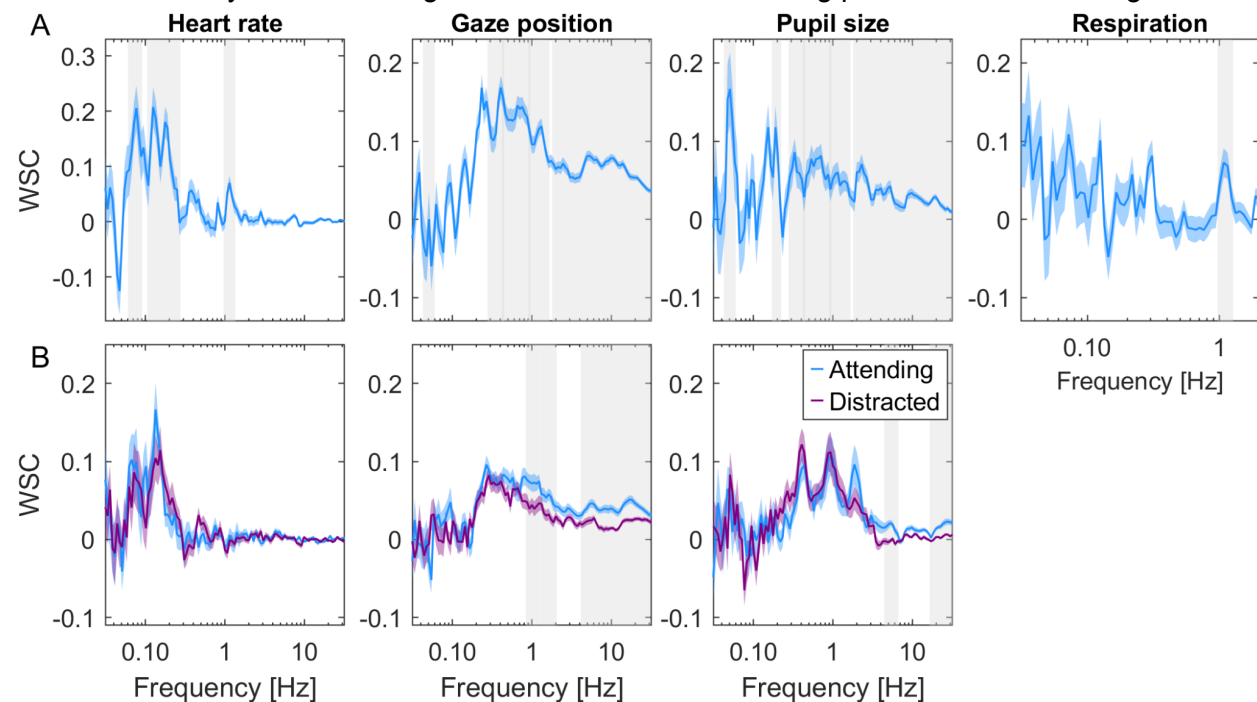 A
Heart rate
Gaze position
Pupil size
Respiration
WSC
0.3
0.2
0.1
0
-0.1
0.2
0.1
0
-0.1
0.2
0.1
0
-0.1
0.2
0.1
0
-0.1
0.10
1
Frequency [Hz]
B
WSC
0.2
0.1
0
-0.1
0.2
0.1
0
-0.1
0.2
0.1
0
-0.1
Attending
Distracted
0.10
1
10
0.10
1
10
0.10
1
10
Frequency [Hz]
Frequency [Hz]
Frequency [Hz]